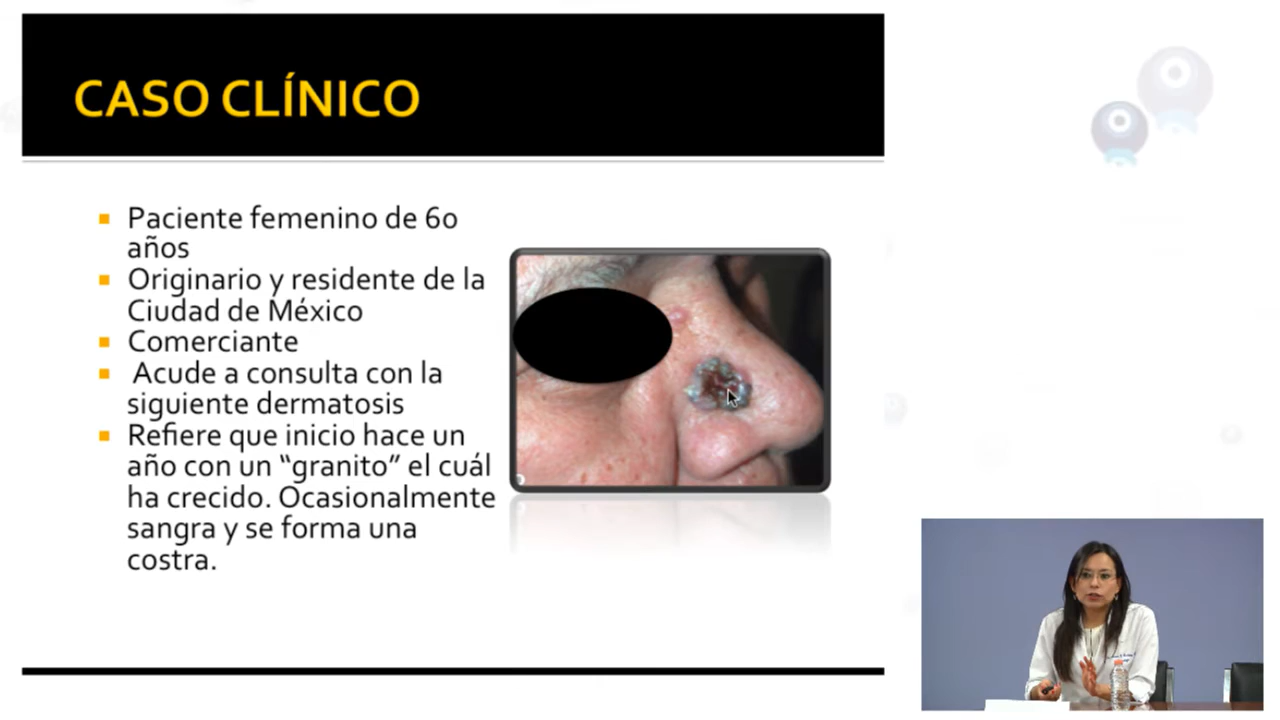 CASO CLÍNICO
Paciente femenino de 60
años
Originario y residente de la
Ciudad de México
Comerciante
Acude a consulta con la
siguiente dermatosis
Refiere que inicio hace un
año con un “granito” el cuál
ha crecido. Ocasionalmente
sangra y se forma una
costra.